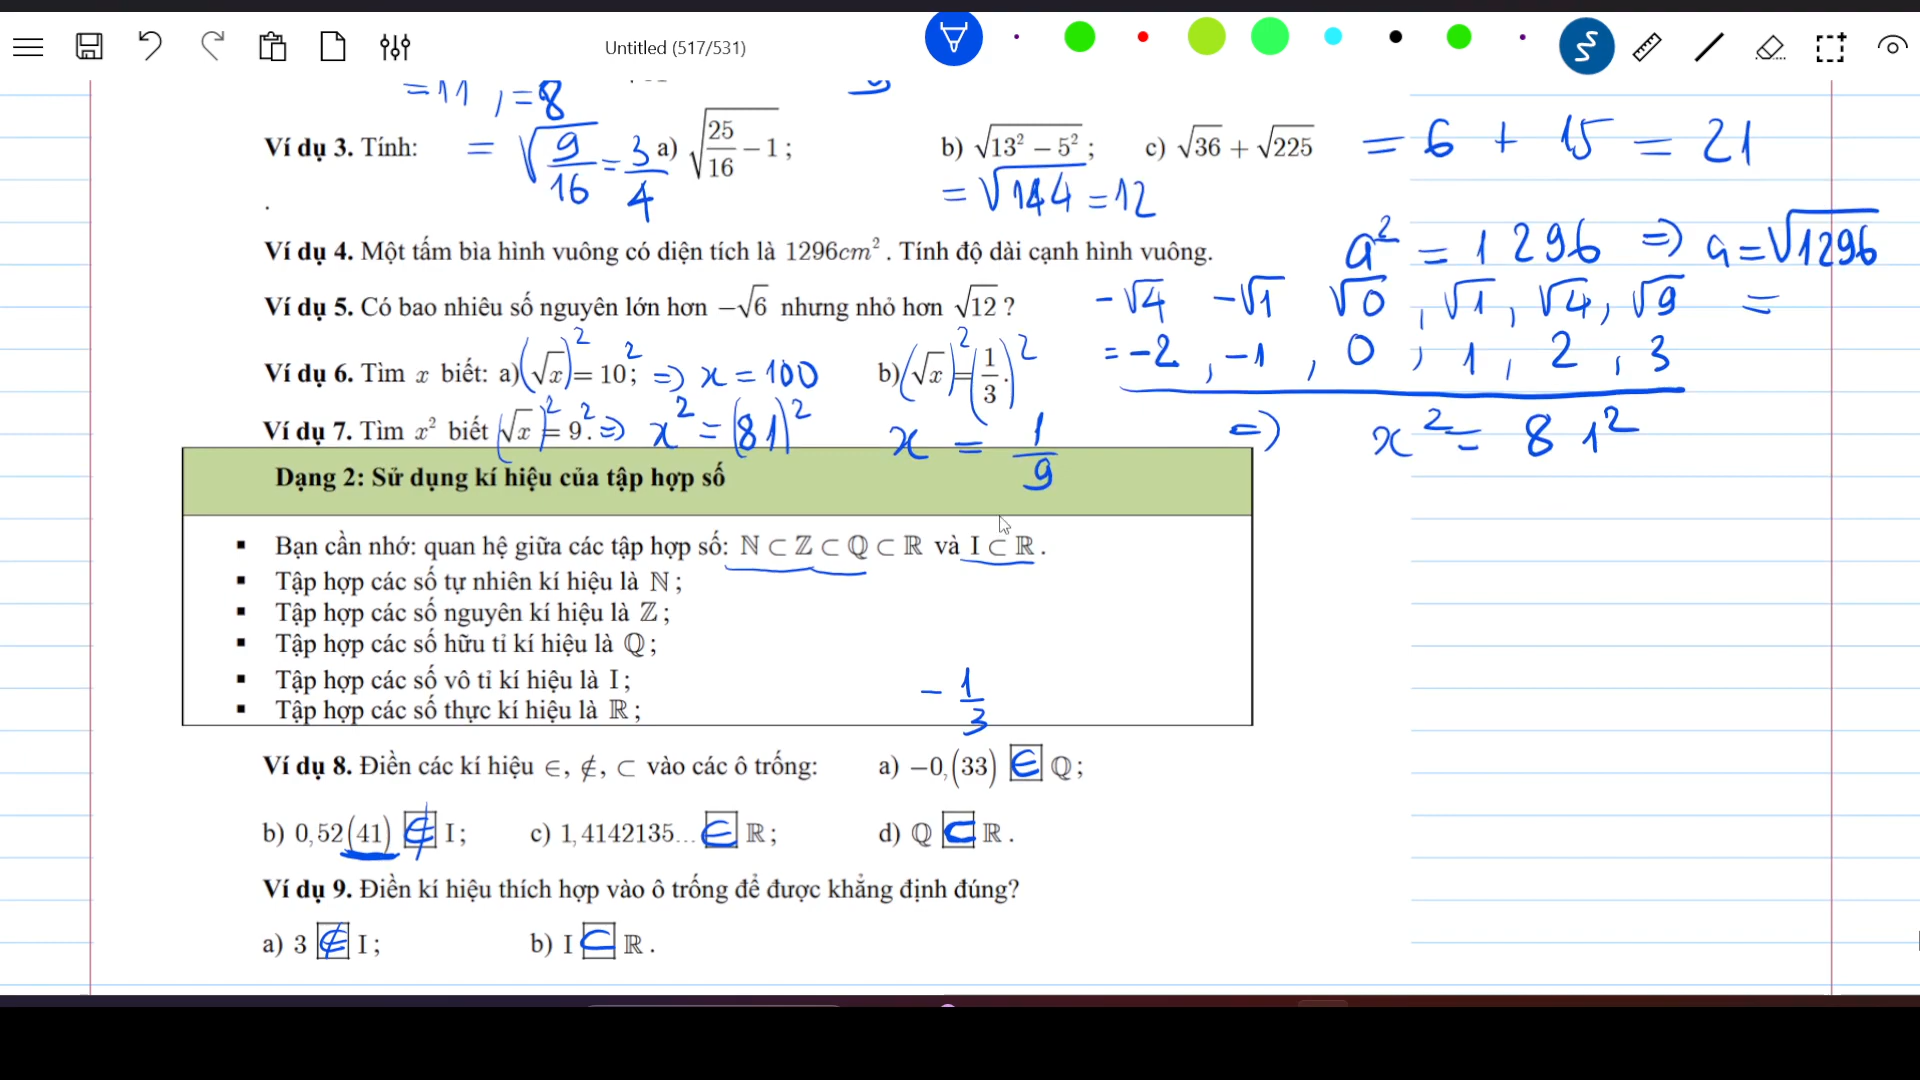 Untitled (517/531)
=11 , =8
Ví dụ 3. Tính: = √(9/16) = 3/4 a) √(25/16 − 1) ; b) √(13² − 5²) ; c) √36 + √225 = 6 + 15 = 21
= √144 = 12
.
Ví dụ 4. Một tấm bìa hình vuông có diện tích là 1296cm² . Tính độ dài cạnh hình vuông. a² = 1296 => a = √1296
Ví dụ 5. Có bao nhiêu số nguyên lớn hơn −√6 nhưng nhỏ hơn √12 ? -√4 -√1 √0 , √1 , √4 , √9 =
= -2 , -1 , 0 , 1 , 2 , 3
Ví dụ 6. Tìm x biết: a) (√x)² = 10² ; => x = 100 b) (√x)² = (1/3)² .
Ví dụ 7. Tìm x² biết (√x)² = 9² . => x² = (81)² x = 1/9 => x² = 81²
Dạng 2: Sử dụng kí hiệu của tập hợp số
▪ Bạn cần nhớ: quan hệ giữa các tập hợp số: ℕ ⊂ ℤ ⊂ ℚ ⊂ ℝ và I ⊂ ℝ .
▪ Tập hợp các số tự nhiên kí hiệu là ℕ ;
▪ Tập hợp các số nguyên kí hiệu là ℤ ;
▪ Tập hợp các số hữu tỉ kí hiệu là ℚ ;
▪ Tập hợp các số vô tỉ kí hiệu là I ;
▪ Tập hợp các số thực kí hiệu là ℝ ;
- 1/3
Ví dụ 8. Điền các kí hiệu ∈, ∉, ⊂ vào các ô trống: a) −0,(33) ∈ ℚ ;
b) 0,52(41) ∉ I ; c) 1,4142135... ∈ ℝ ; d) ℚ ⊂ ℝ .
Ví dụ 9. Điền kí hiệu thích hợp vào ô trống để được khẳng định đúng?
a) 3 ∉ I ; b) I ⊂ ℝ .